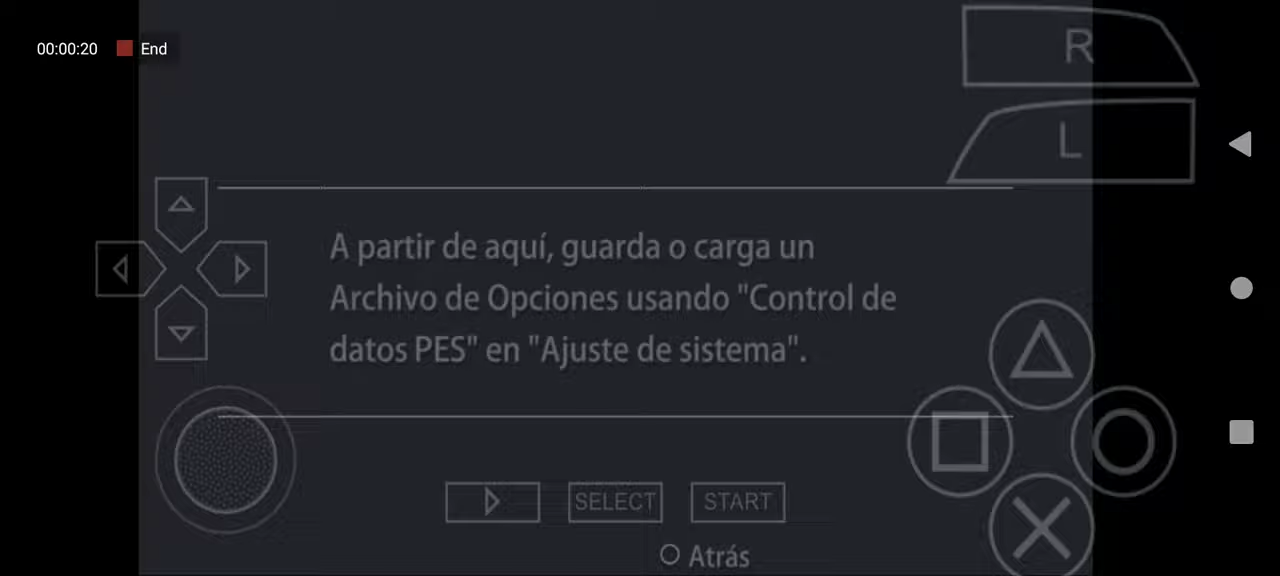 00:00:20 End
R
L
A partir de aquí, guarda o carga un
Archivo de Opciones usando "Control de
datos PES" en "Ajuste de sistema".
SELECT START
Atrás